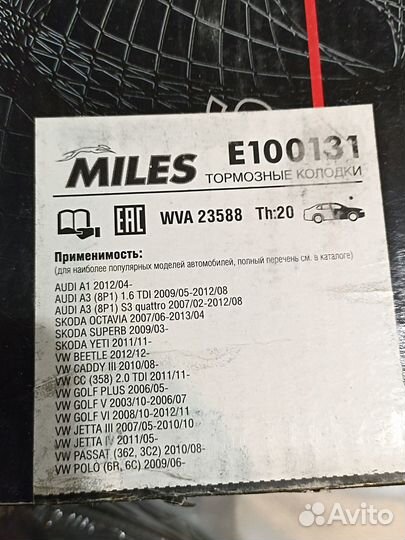 MILES
E100131
ТОРМОЗНЫЕ КОЛОДКИ
EAC WVA 23588 Th:20
Применимость:
(для наиболее популярных моделей автомобилей, полный перечень см. в каталоге)
AUDI A1 2012/04-
AUDI A3 (8P1) 1.6 TDI 2009/05-2012/08
AUDI A3 (8P1) S3 quattro 2007/02-2012/08
SKODA OCTAVIA 2007/06-2013/04
SKODA SUPERB 2009/03-
SKODA YETI 2011/11-
VW BEETLE 2012/12-
VW CADDY III 2010/08-
VW CC (358) 2.0 TDI 2011/11-
VW GOLF PLUS 2006/05-
VW GOLF V 2003/10-2006/07
VW GOLF VI 2008/10-2012/11
VW JETTA III 2007/05-2010/10
VW JETTA IV 2011/05-
VW PASSAT (362, 3C2) 2010/08-
VW POLO (6R, 6C) 2009/06-
Avito